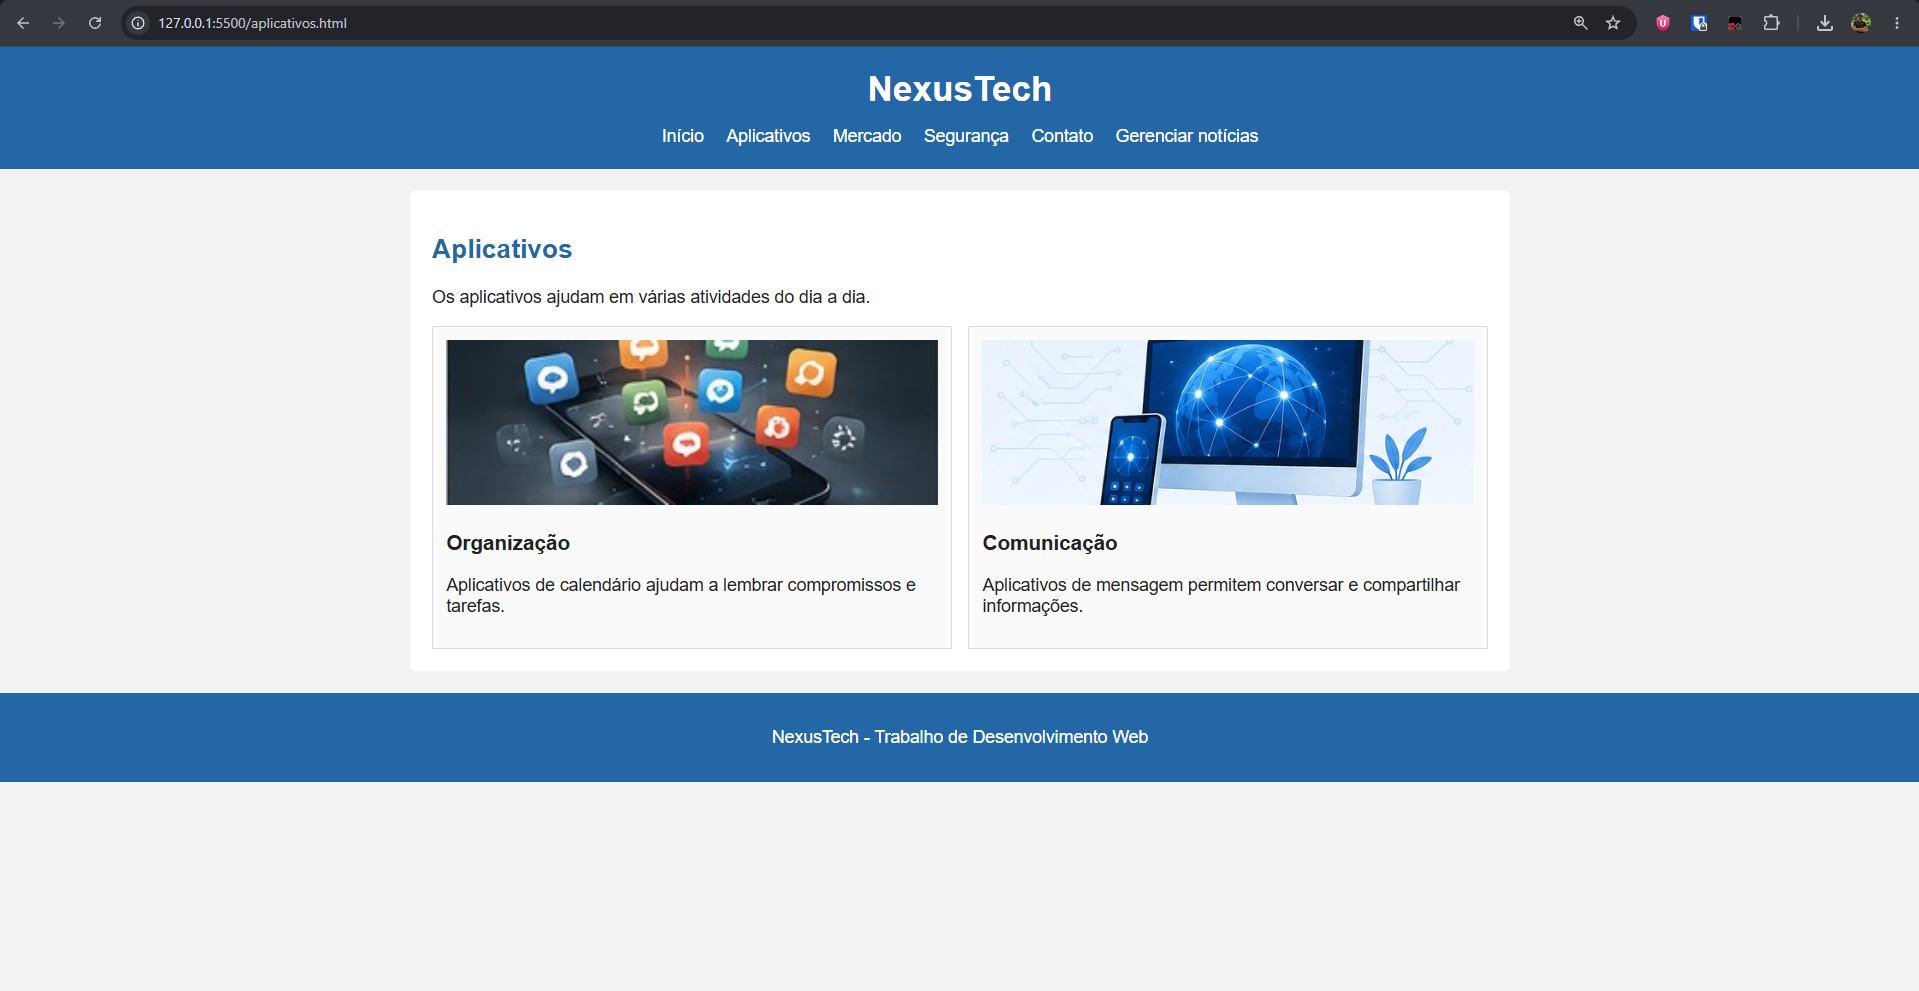 127.0.0.1:5500/aplicativos.html
NexusTech
Início Aplicativos Mercado Segurança Contato Gerenciar notícias
Aplicativos
Os aplicativos ajudam em várias atividades do dia a dia.
Organização
Aplicativos de calendário ajudam a lembrar compromissos e
tarefas.
Comunicação
Aplicativos de mensagem permitem conversar e compartilhar
informações.
NexusTech - Trabalho de Desenvolvimento Web